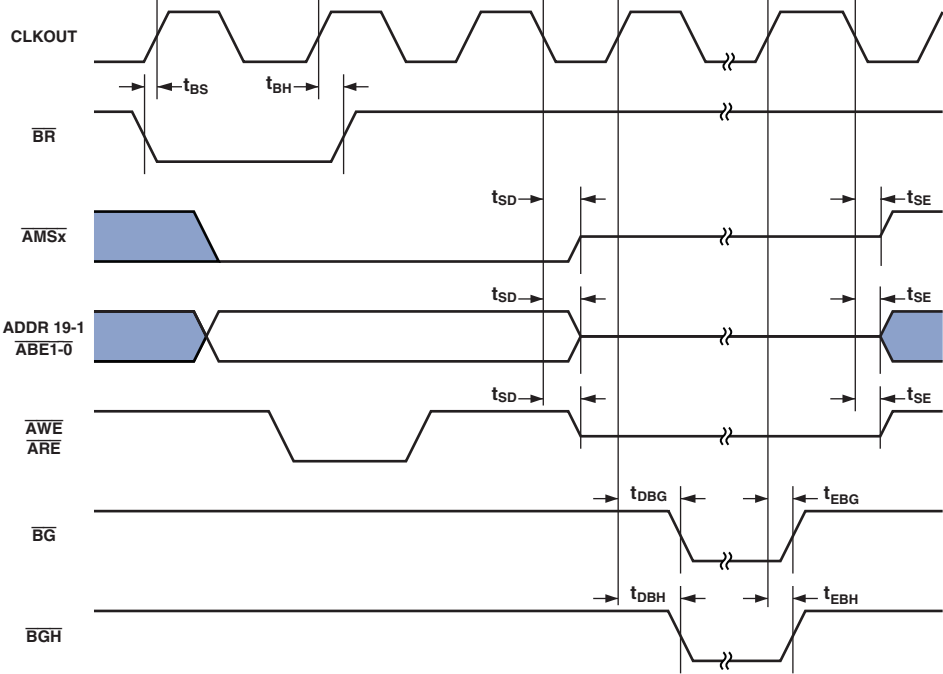 CLKOUT
tBS
tBH
BR
tSD
tSE
AMSx
tSD
tSE
ADDR 19-1
ABE1-0
tSD
tSE
AWE
ARE
tDBG
tEBG
BG
tDBH
tEBH
BGH